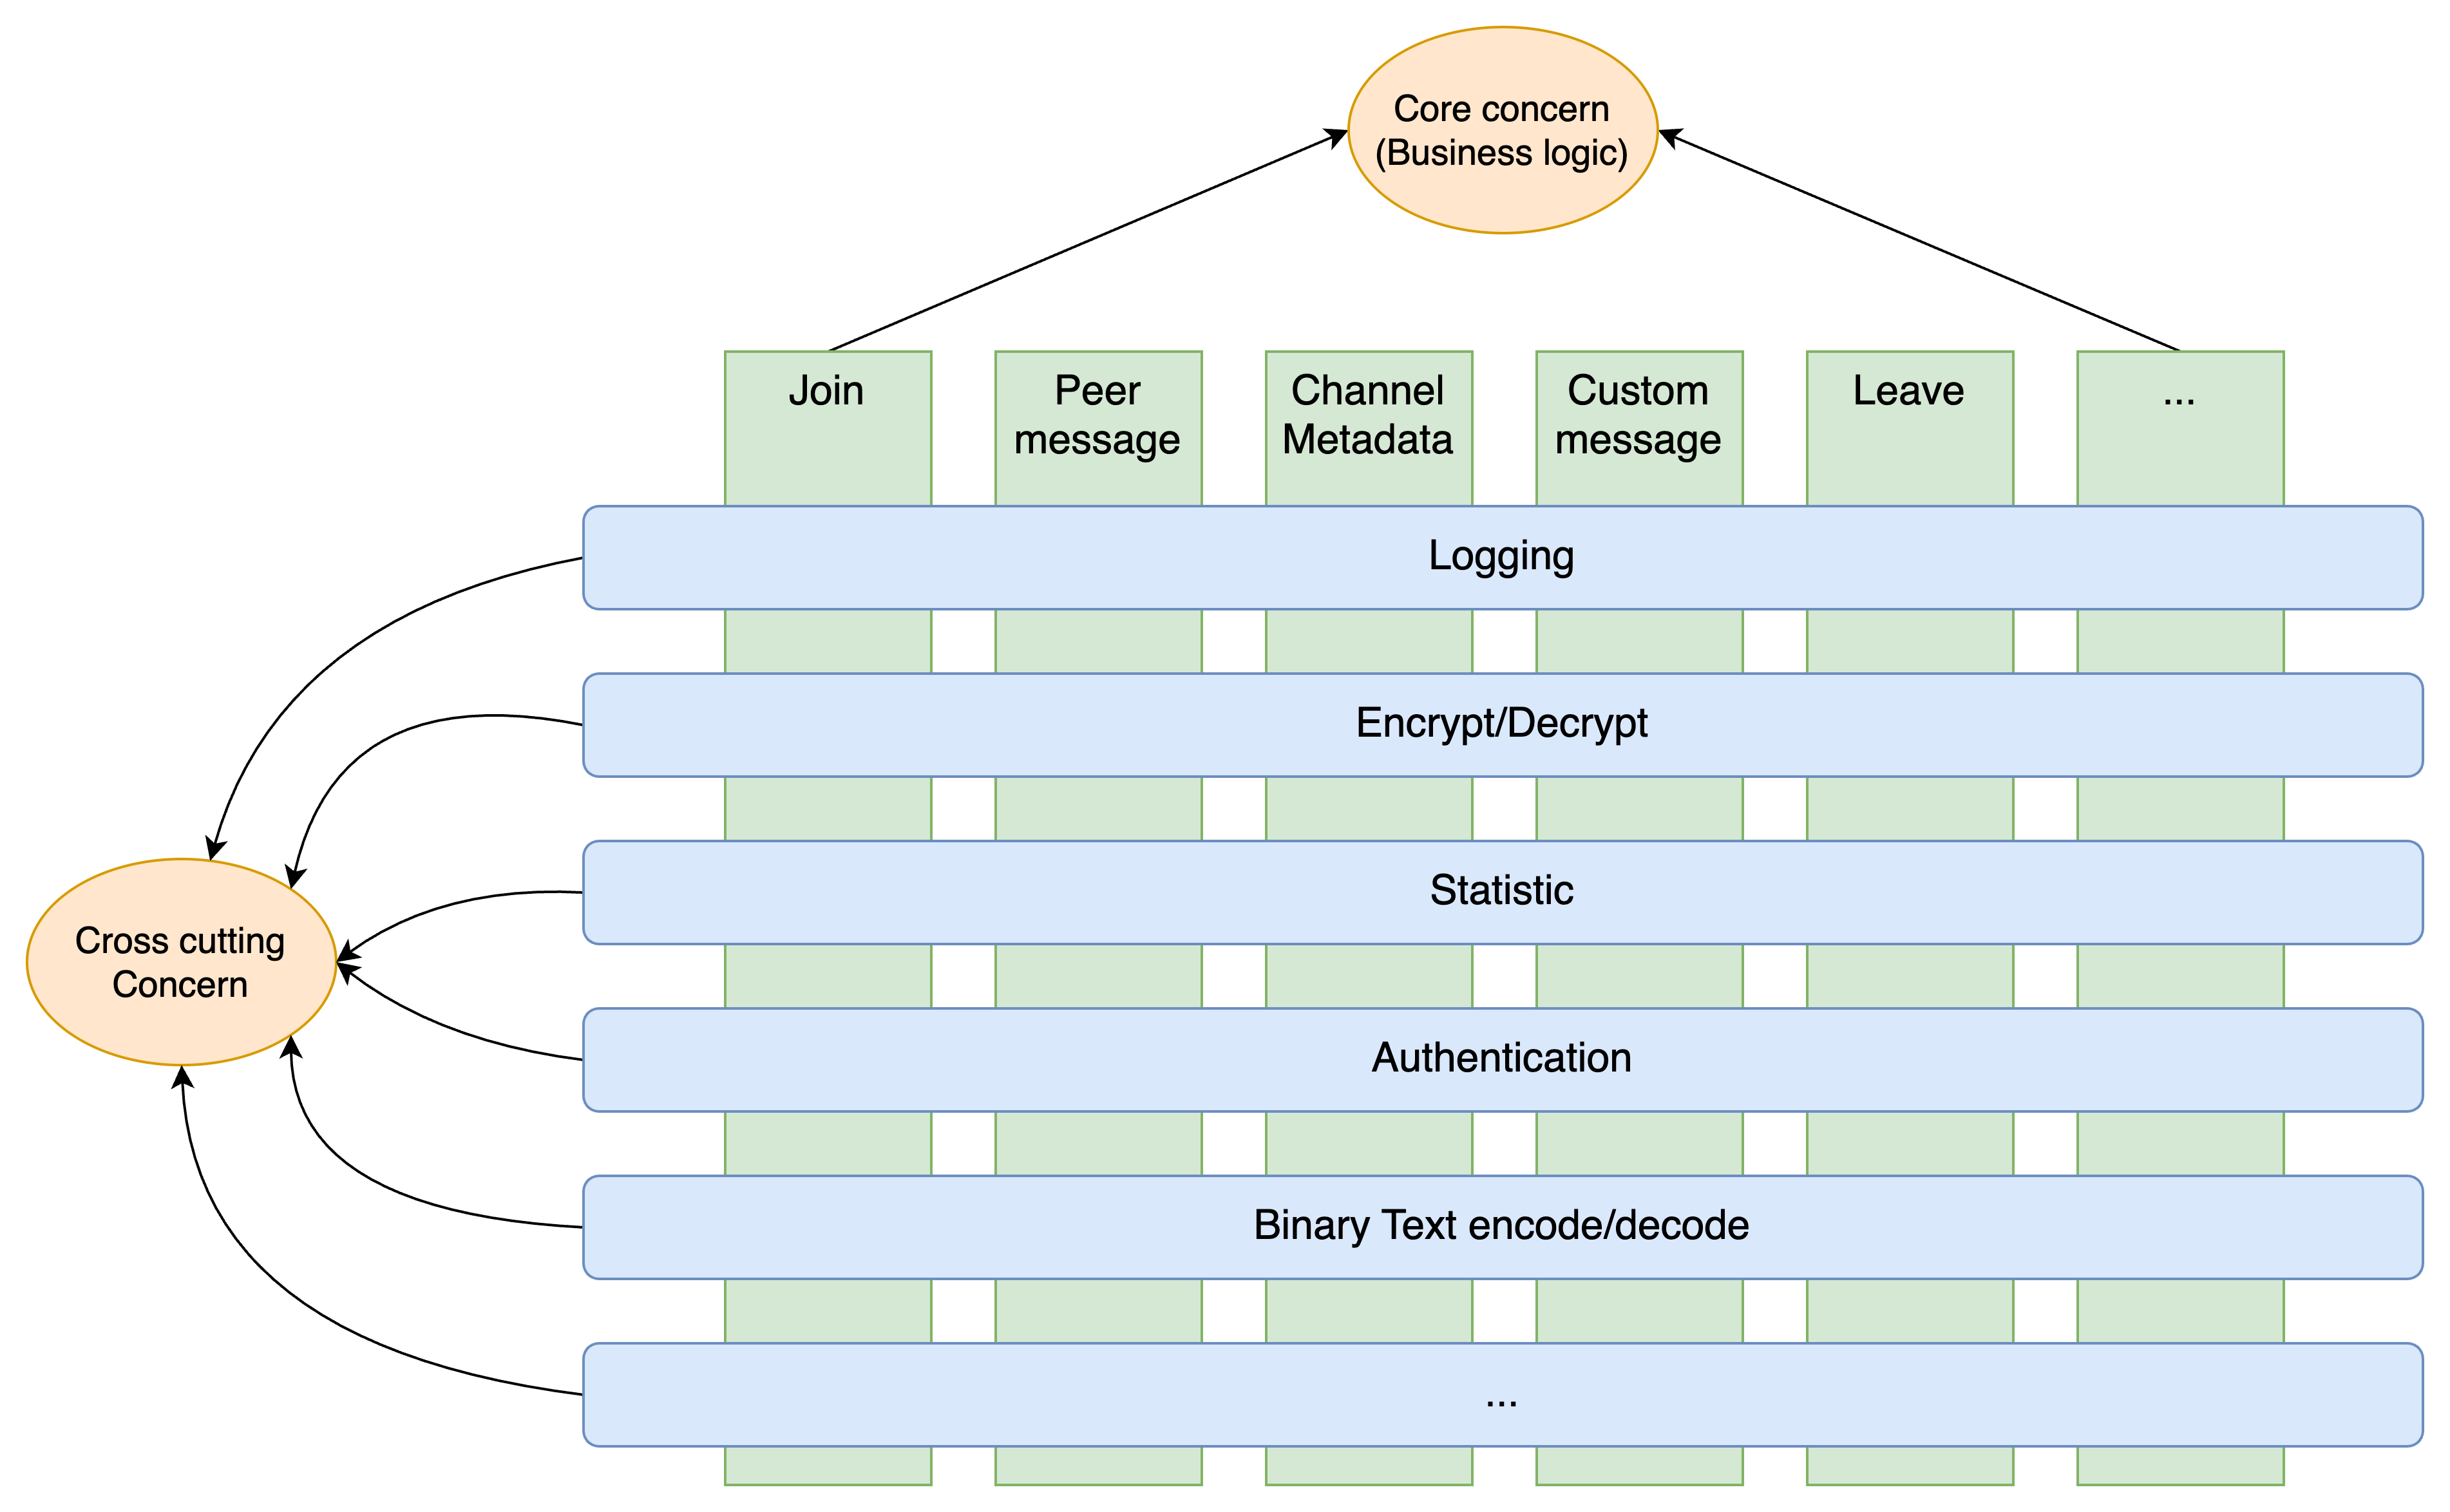 Core concern
(Business logic)
Join
Peer
message
Channel
Metadata
Custom
message
Leave
...
Logging
Encrypt/Decrypt
Statistic
Cross cutting
Concern
Authentication
Binary Text encode/decode
...